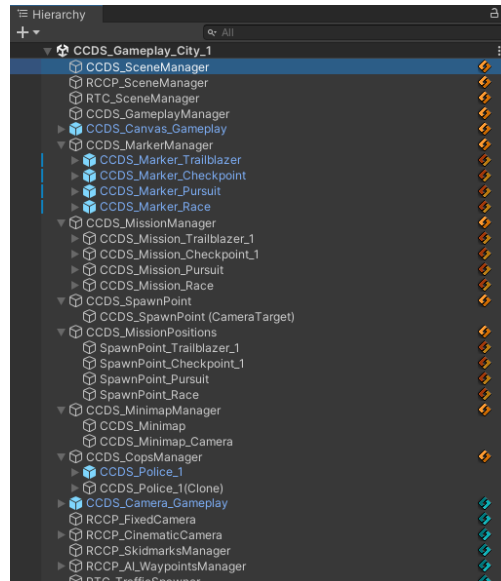 Hierarchy
All
CCDS_Gameplay_City_1
CCDS_SceneManager
RCCP_SceneManager
RTC_SceneManager
CCDS_GameplayManager
CCDS_Canvas_Gameplay
CCDS_MarkerManager
CCDS_Marker_Trailblazer
CCDS_Marker_Checkpoint
CCDS_Marker_Pursuit
CCDS_Marker_Race
CCDS_MissionManager
CCDS_Mission_Trailblazer_1
CCDS_Mission_Checkpoint_1
CCDS_Mission_Pursuit
CCDS_Mission_Race
CCDS_SpawnPoint
CCDS_SpawnPoint (CameraTarget)
CCDS_MissionPositions
SpawnPoint_Trailblazer_1
SpawnPoint_Checkpoint_1
SpawnPoint_Pursuit
SpawnPoint_Race
CCDS_MinimapManager
CCDS_Minimap
CCDS_Minimap_Camera
CCDS_CopsManager
CCDS_Police_1
CCDS_Police_1(Clone)
CCDS_Camera_Gameplay
RCCP_FixedCamera
RCCP_CinematicCamera
RCCP_SkidmarksManager
RCCP_AI_WaypointsManager
RTC_TrafficSpawner